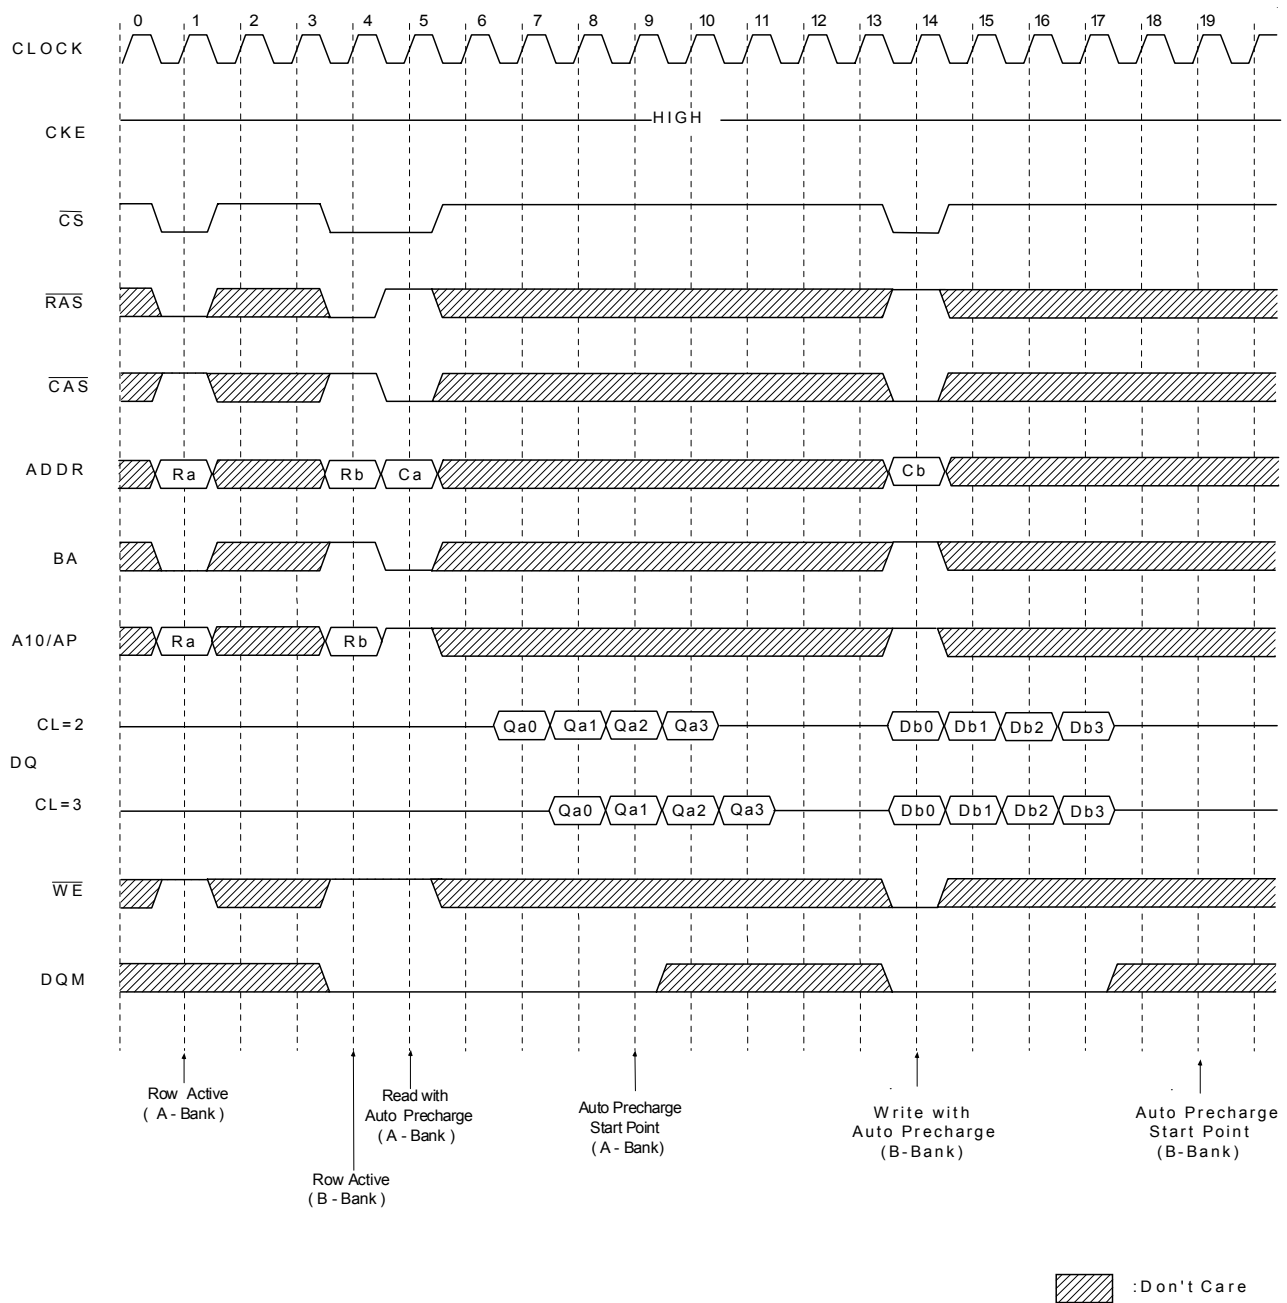 0 1 2 3 4 5 6 7 8 9 10 11 12 13 14 15 16 17 18 19
CLOCK
CKE HIGH
CS
RAS
CAS
ADDR Ra Rb Ca Cb
BA
A10/AP Ra Rb
CL=2 Qa0 Qa1 Qa2 Qa3 Db0 Db1 Db2 Db3
DQ
CL=3 Qa0 Qa1 Qa2 Qa3 Db0 Db1 Db2 Db3
WE
DQM
Row Active
( A - Bank )
Row Active
( B - Bank )
Read with
Auto Precharge
( A - Bank )
Auto Precharge
Start Point
( A - Bank)
Write with
Auto Precharge
(B-Bank)
Auto Precharge
Start Point
(B-Bank)
:Don't Care